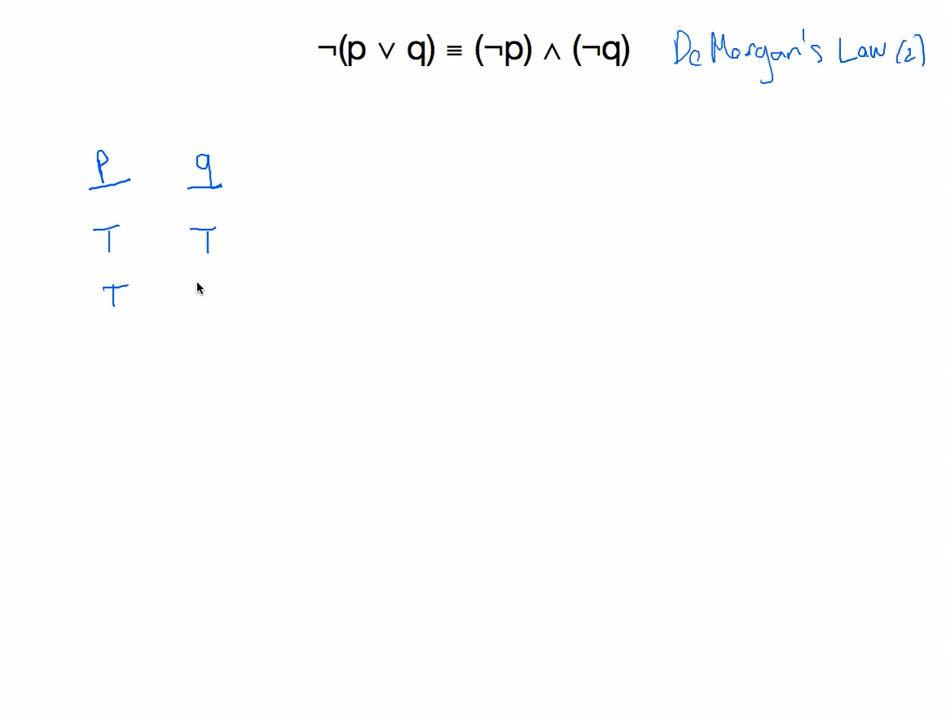 ¬(p ∨ q) ≡ (¬p) ∧ (¬q) De Morgan's Law (2)
p q
T T
T